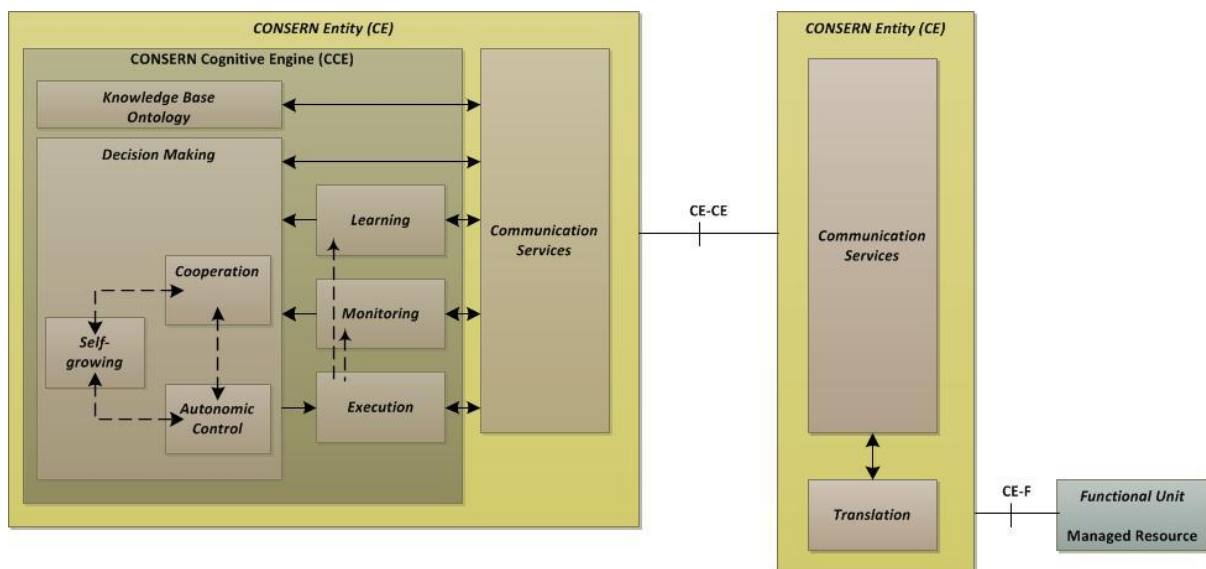 CONSERN Entity (CE)
CONSERN Cognitive Engine (CCE)
Knowledge Base
Ontology
Decision Making
Learning
Cooperation
Monitoring
Self-
growing
Autonomic
Control
Execution
Communication
Services
CE-CE
CONSERN Entity (CE)
Communication
Services
Translation
CE-F
Functional Unit
Managed Resource